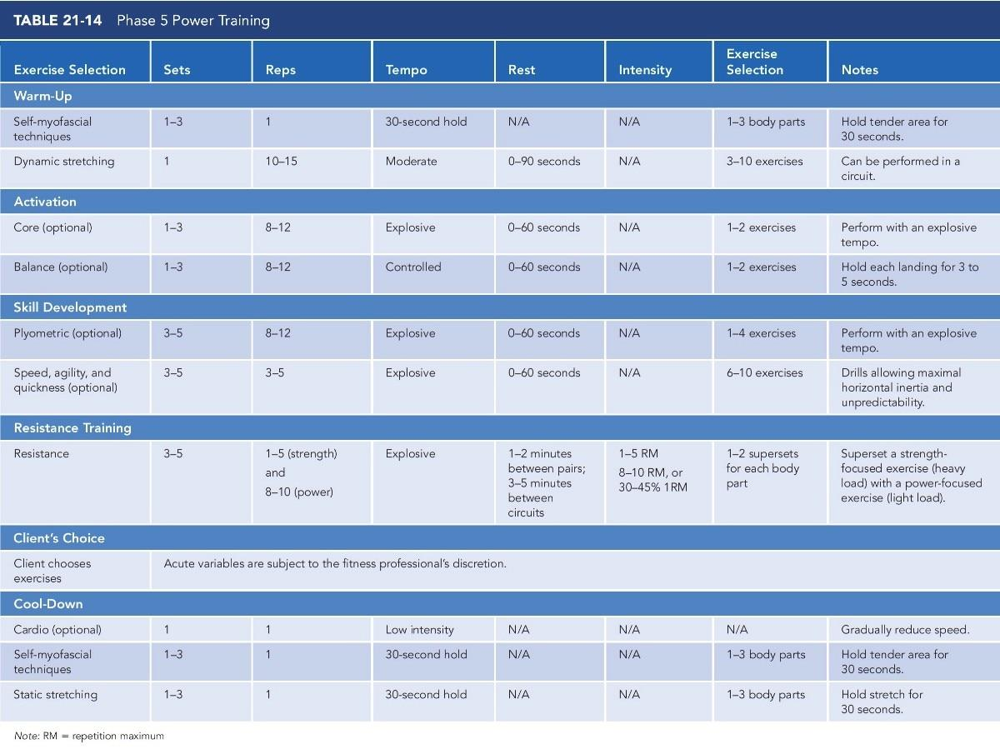 TABLE 21-14 Phase 5 Power Training
Exercise Selection Sets Reps Tempo Rest Intensity Exercise Selection Notes
Warm-Up
Self-myofascial techniques 1–3 1 30-second hold N/A N/A 1–3 body parts Hold tender area for 30 seconds.
Dynamic stretching 1 10–15 Moderate 0–90 seconds N/A 3–10 exercises Can be performed in a circuit.
Activation
Core (optional) 1–3 8–12 Explosive 0–60 seconds N/A 1–2 exercises Perform with an explosive tempo.
Balance (optional) 1–3 8–12 Controlled 0–60 seconds N/A 1–2 exercises Hold each landing for 3 to 5 seconds.
Skill Development
Plyometric (optional) 3–5 8–12 Explosive 0–60 seconds N/A 1–4 exercises Perform with an explosive tempo.
Speed, agility, and quickness (optional) 3–5 3–5 Explosive 0–60 seconds N/A 6–10 exercises Drills allowing maximal horizontal inertia and unpredictability.
Resistance Training
Resistance 3–5 1–5 (strength) and 8–10 (power) Explosive 1–2 minutes between pairs; 3–5 minutes between circuits 1–5 RM 8–10 RM, or 30–45% 1RM 1–2 supersets for each body part Superset a strength-focused exercise (heavy load) with a power-focused exercise (light load).
Client’s Choice
Client chooses exercises Acute variables are subject to the fitness professional’s discretion.
Cool-Down
Cardio (optional) 1 1 Low intensity N/A N/A N/A Gradually reduce speed.
Self-myofascial techniques 1–3 1 30-second hold N/A N/A 1–3 body parts Hold tender area for 30 seconds.
Static stretching 1–3 1 30-second hold N/A N/A 1–3 body parts Hold stretch for 30 seconds.
Note: RM = repetition maximum